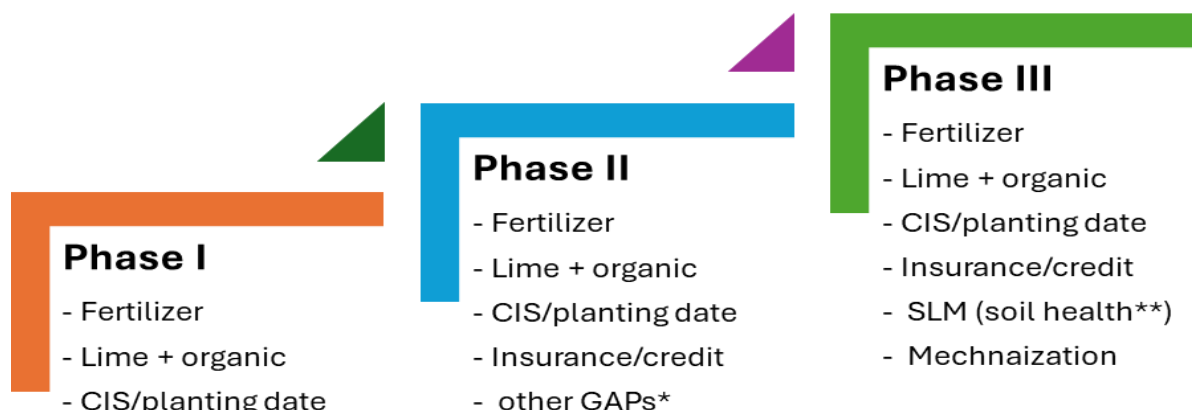 Phase I
- Fertilizer
- Lime + organic
- CIS/planting date
Phase II
- Fertilizer
- Lime + organic
- CIS/planting date
- Insurance/credit
- other GAPs*
Phase III
- Fertilizer
- Lime + organic
- CIS/planting date
- Insurance/credit
- SLM (soil health**)
- Mechnaization